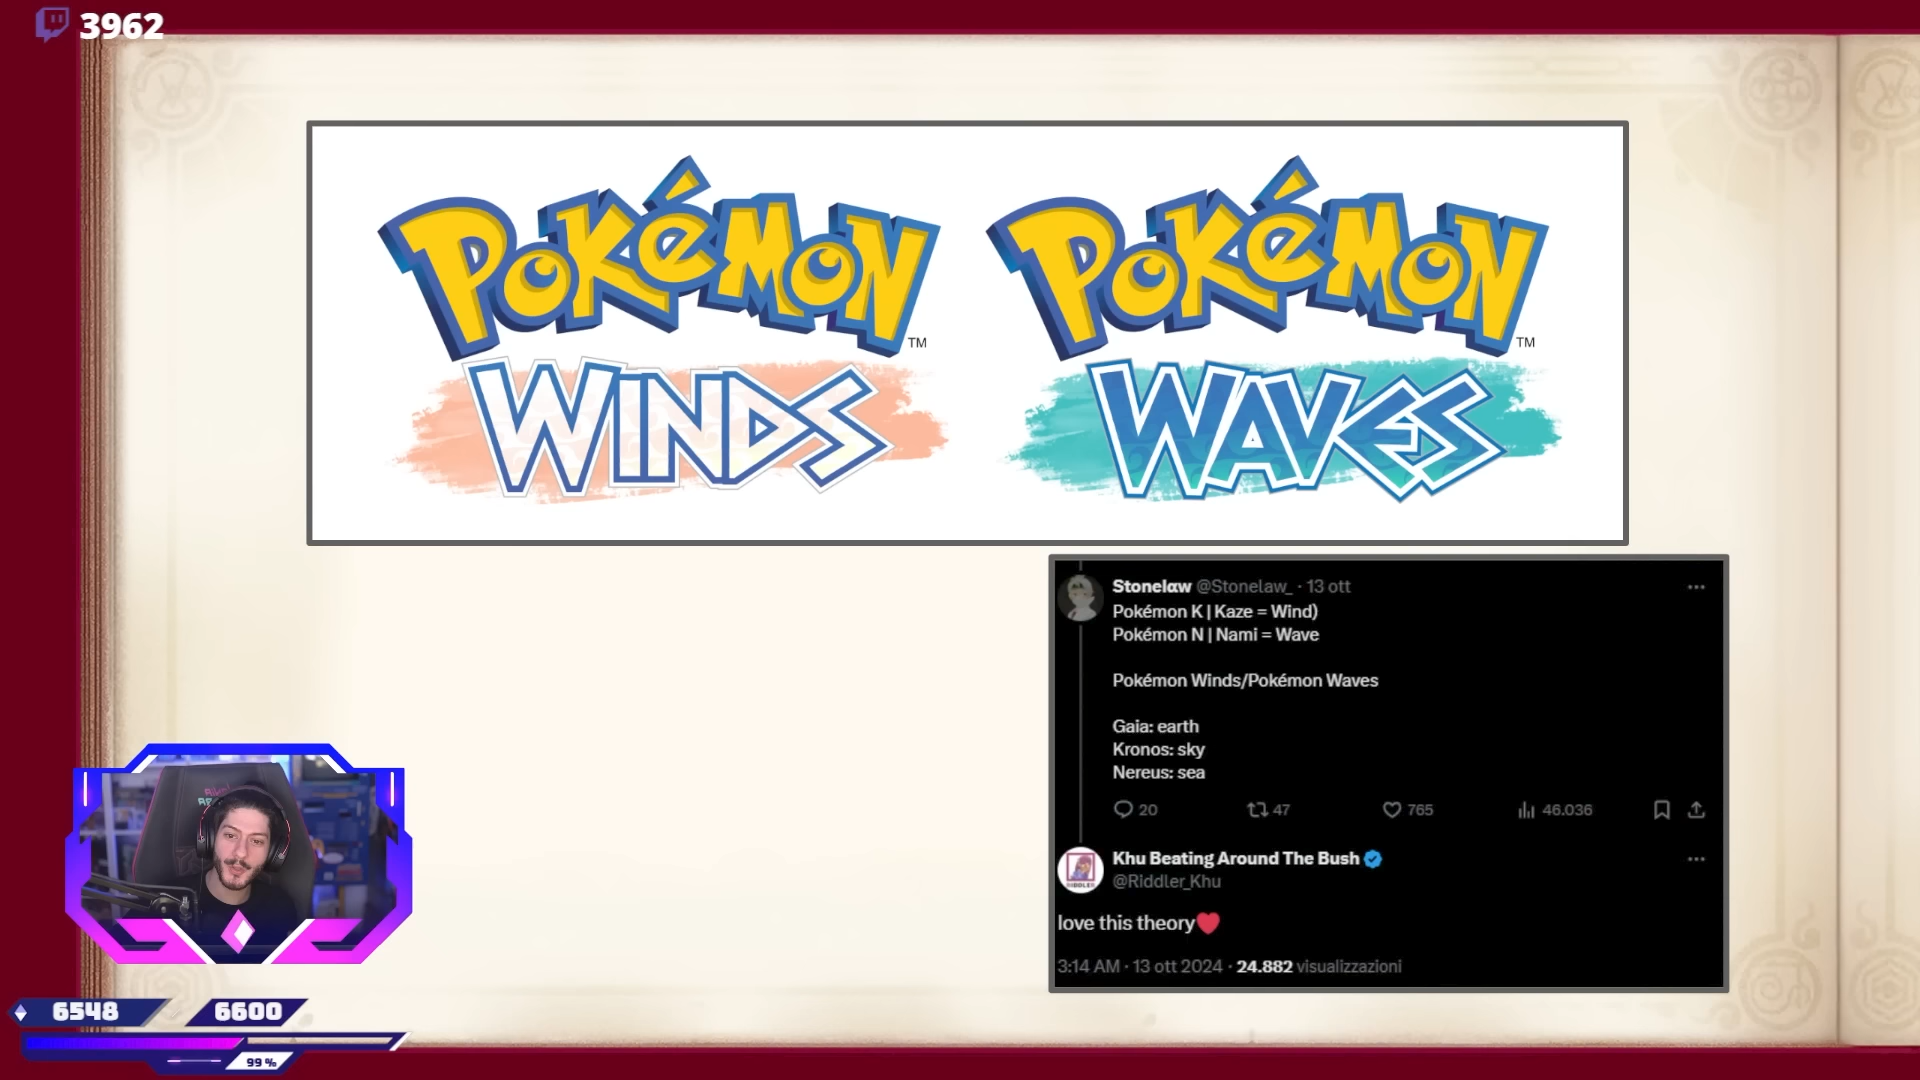 3962
Pokémon Pokémon
TM TM
WINDS WAVES
Stonelaw @Stonelaw_ · 13 ott
Pokémon K | Kaze = Wind)
Pokémon N | Nami = Wave
Pokémon Winds/Pokémon Waves
Gaia: earth
Kronos: sky
Nereus: sea
20 47 765 46.036
Khu Beating Around The Bush
@Riddler_Khu
love this theory❤️
3:14 AM · 13 ott 2024 · 24.882 visualizzazioni
6548 6600
99 %